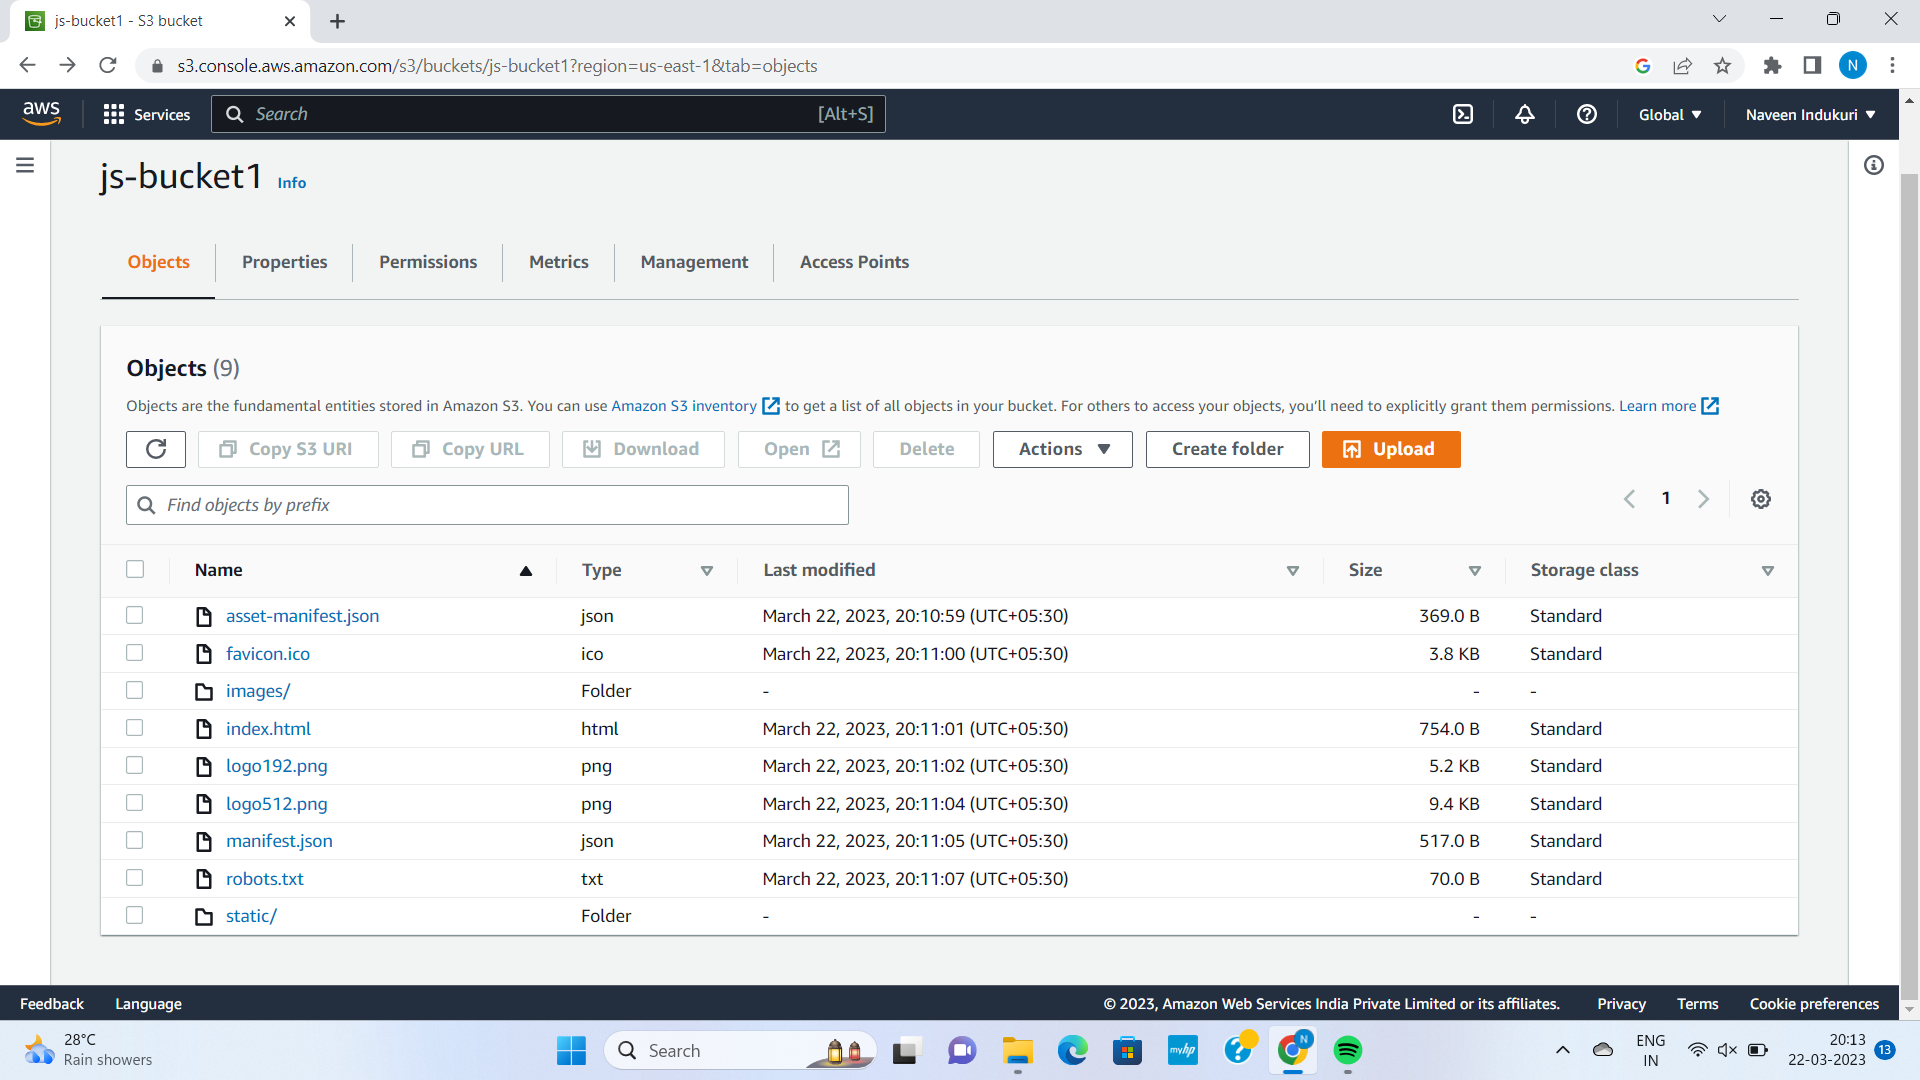 js-bucket1 - S3 bucket
s3.console.aws.amazon.com/s3/buckets/js-bucket1?region=us-east-1&tab=objects
N
aws Services Search [Alt+S] Global Naveen Indukuri
js-bucket1 Info
Objects Properties Permissions Metrics Management Access Points
Objects (9)
Objects are the fundamental entities stored in Amazon S3. You can use Amazon S3 inventory to get a list of all objects in your bucket. For others to access your objects, you'll need to explicitly grant them permissions. Learn more
Copy S3 URI Copy URL Download Open Delete Actions Create folder Upload
Find objects by prefix
1
Name Type Last modified Size Storage class
asset-manifest.json json March 22, 2023, 20:10:59 (UTC+05:30) 369.0 B Standard
favicon.ico ico March 22, 2023, 20:11:00 (UTC+05:30) 3.8 KB Standard
images/ Folder - - -
index.html html March 22, 2023, 20:11:01 (UTC+05:30) 754.0 B Standard
logo192.png png March 22, 2023, 20:11:02 (UTC+05:30) 5.2 KB Standard
logo512.png png March 22, 2023, 20:11:04 (UTC+05:30) 9.4 KB Standard
manifest.json json March 22, 2023, 20:11:05 (UTC+05:30) 517.0 B Standard
robots.txt txt March 22, 2023, 20:11:07 (UTC+05:30) 70.0 B Standard
static/ Folder - - -
Feedback Language © 2023, Amazon Web Services India Private Limited or its affiliates. Privacy Terms Cookie preferences
28°C
Rain showers
Search
myhp
N
ENG
IN
20:13
22-03-2023
13